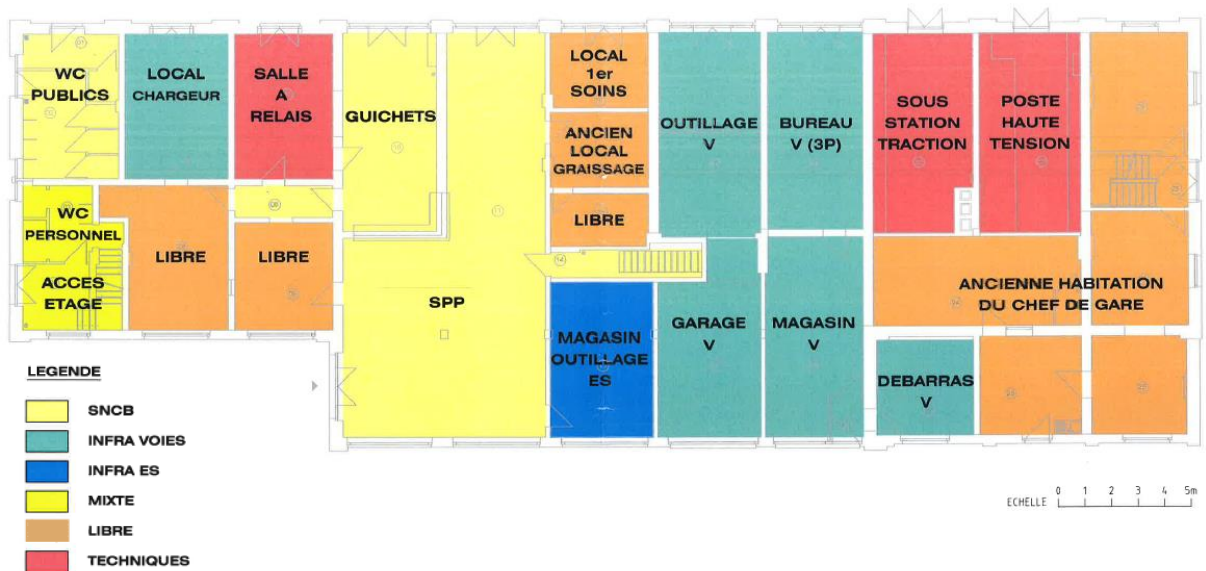 WC
PUBLICS
LOCAL
CHARGEUR
SALLE
A
RELAIS
GUICHETS
LOCAL
1er
SOINS
ANCIEN
LOCAL
GRAISSAGE
LIBRE
OUTILLAGE
V
BUREAU
V (3P)
SOUS
STATION
TRACTION
POSTE
HAUTE
TENSION
WC
PERSONNEL
ACCES
ETAGE
LIBRE
LIBRE
SPP
MAGASIN
OUTILLAGE
ES
GARAGE
V
MAGASIN
V
ANCIENNE HABITATION
DU CHEF DE GARE
DEBARRAS
V
LEGENDE
SNCB
INFRA VOIES
INFRA ES
MIXTE
LIBRE
TECHNIQUES
ECHELLE 0 1 2 3 4 5m